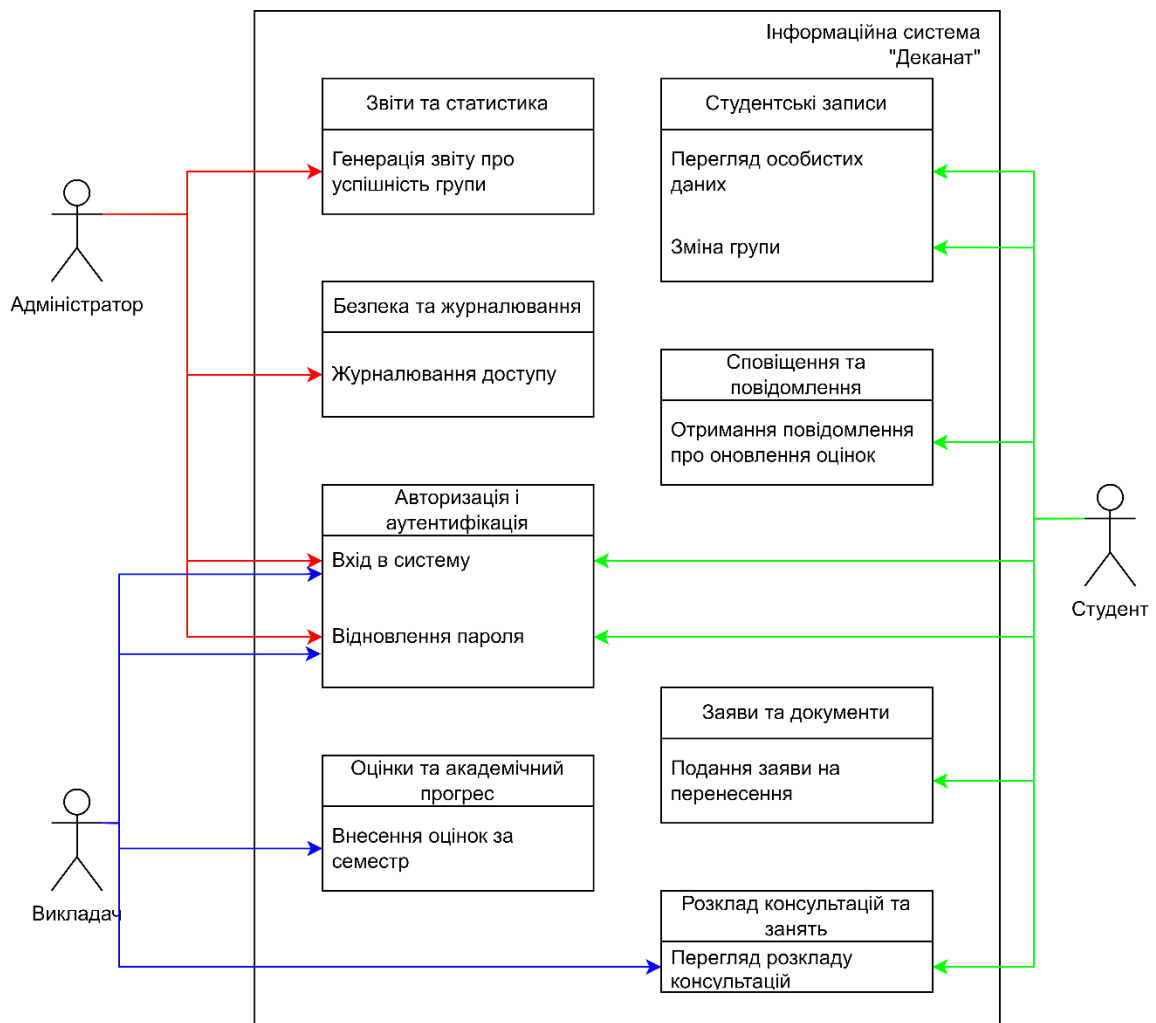 Інформаційна система
"Деканат"
Звіти та статистика
Генерація звіту про
успішність групи
Студентські записи
Перегляд особистих
даних
Зміна групи
Адміністратор
Безпека та журналювання
Журналювання доступу
Сповіщення та
повідомлення
Отримання повідомлення
про оновлення оцінок
Авторизація і
аутентифікація
Вхід в систему
Відновлення пароля
Студент
Заяви та документи
Подання заяви на
перенесення
Оцінки та академічний
прогрес
Внесення оцінок за
семестр
Викладач
Розклад консультацій та
занять
Перегляд розкладу
консультацій